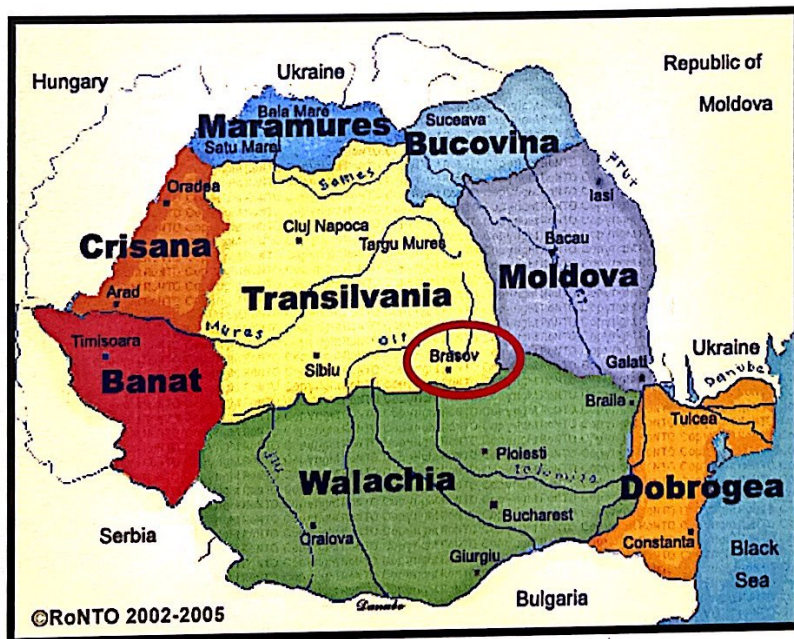 Hungary
Ukraine
Republic of
Moldova
Baia Mare
Maramures
Satu Mare
Suceava
Bucovina
Somes
Prut
Oradea
Iasi
Cluj Napoca
Targu Mures
Bacau
Crisana
Moldova
Transilvania
Arad
Mures
olt
Timisoara
Sibiu
Brasov
Galati
Ukraine
Banat
Danube
Braila
Tulcea
Ploiesti
Jiu
Walachia
Dobrogea
Bucharest
Serbia
Craiova
Constanta
Black
Sea
Giurgiu
Bulgaria
Danube
©RoNTO 2002-2005